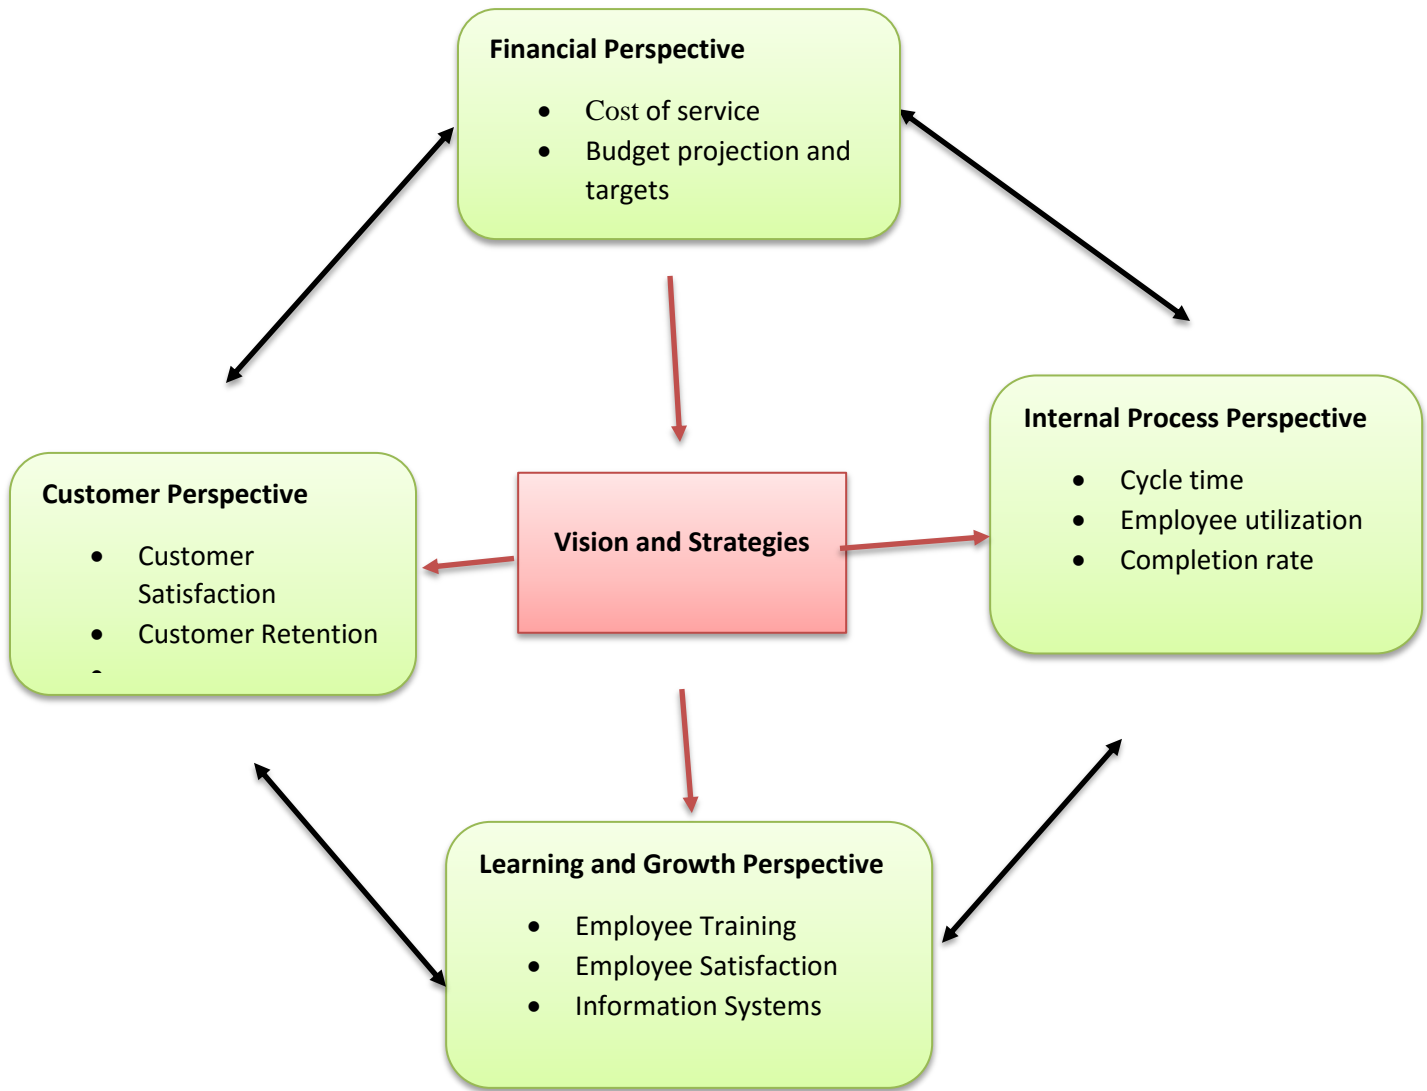 Financial Perspective
• Cost of service
• Budget projection and
targets
Internal Process Perspective
• Cycle time
• Employee utilization
• Completion rate
Customer Perspective
• Customer
Satisfaction
• Customer Retention
•
Vision and Strategies
Learning and Growth Perspective
• Employee Training
• Employee Satisfaction
• Information Systems